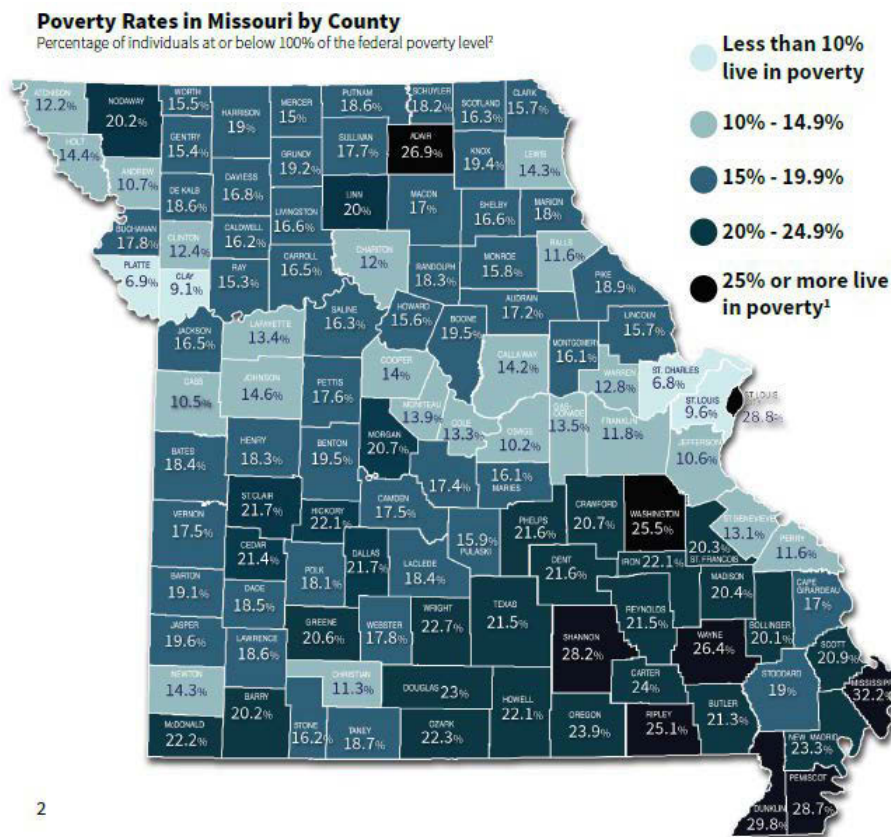 Poverty Rates in Missouri by County
Percentage of individuals at or below 100% of the federal poverty level²
Less than 10%
live in poverty
10% - 14.9%
15% - 19.9%
20% - 24.9%
25% or more live
in poverty¹
ATCHISON
12.2%
NODAWAY
20.2%
WORTH
15.5%
HARRISON
19%
MERCER
15%
PUTNAM
18.6%
SCHUYLER
18.2%
SCOTLAND
16.3%
CLARK
15.7%
HOLT
14.4%
GENTRY
15.4%
GRUNDY
19.2%
SULLIVAN
17.7%
ADAIR
26.9%
KNOX
19.4%
LEWIS
14.3%
ANDREW
10.7%
DE KALB
18.6%
DAVIESS
16.8%
LIVINGSTON
16.6%
LINN
20%
MACON
17%
SHELBY
16.6%
MARION
18%
BUCHANAN
17.8%
CLINTON
12.4%
CALDWELL
16.2%
CARROLL
16.5%
CHARITON
12%
RANDOLPH
18.3%
MONROE
15.8%
RALLS
11.6%
PIKE
18.9%
PLATTE
6.9%
CLAY
9.1%
RAY
15.3%
SALINE
16.3%
HOWARD
15.6%
BOONE
19.5%
AUDRAIN
17.2%
LINCOLN
15.7%
JACKSON
16.5%
LAFAYETTE
13.4%
COOPER
14%
CALLAWAY
14.2%
MONTGOMERY
16.1%
WARREN
12.8%
ST. CHARLES
6.8%
ST. LOUIS
9.6%
ST. LOUIS
28.8%
CASS
10.5%
JOHNSON
14.6%
PETTIS
17.6%
MONITEAU
13.9%
COLE
13.3%
OSAGE
10.2%
GAS-
CONADE
13.5%
FRANKLIN
11.8%
JEFFERSON
10.6%
BATES
18.4%
HENRY
18.3%
BENTON
19.5%
MORGAN
20.7%
17.4%
16.1%
MARIES
VERNON
17.5%
ST. CLAIR
21.7%
HICKORY
22.1%
CAMDEN
17.5%
15.9%
PULASKI
PHELPS
21.6%
CRAWFORD
20.7%
WASHINGTON
25.5%
20.3%
ST. FRANCOIS
ST GENEVIEVE
13.1%
PERRY
11.6%
CEDAR
21.4%
POLK
18.1%
DALLAS
21.7%
LACLEDE
18.4%
DENT
21.6%
IRON 22.1%
MADISON
20.4%
CAPE
GIRARDEAU
17%
BARTON
19.1%
DADE
18.5%
GREENE
20.6%
WEBSTER
17.8%
WRIGHT
22.7%
TEXAS
21.5%
REYNOLDS
21.5%
BOLLINGER
20.1%
JASPER
19.6%
LAWRENCE
18.6%
SHANNON
28.2%
WAYNE
26.4%
SCOTT
20.9%
NEWTON
14.3%
CHRISTIAN
11.3%
DOUGLAS 23%
HOWELL
22.1%
CARTER
24%
BUTLER
21.3%
STODDARD
19%
MISSISSIPPI
32.2%
McDONALD
22.2%
BARRY
20.2%
STONE
16.2%
TANEY
18.7%
OZARK
22.3%
OREGON
23.9%
RIPLEY
25.1%
NEW MADRID
23.3%
DUNKLIN
29.8%
PEMISCOT
28.7%
2